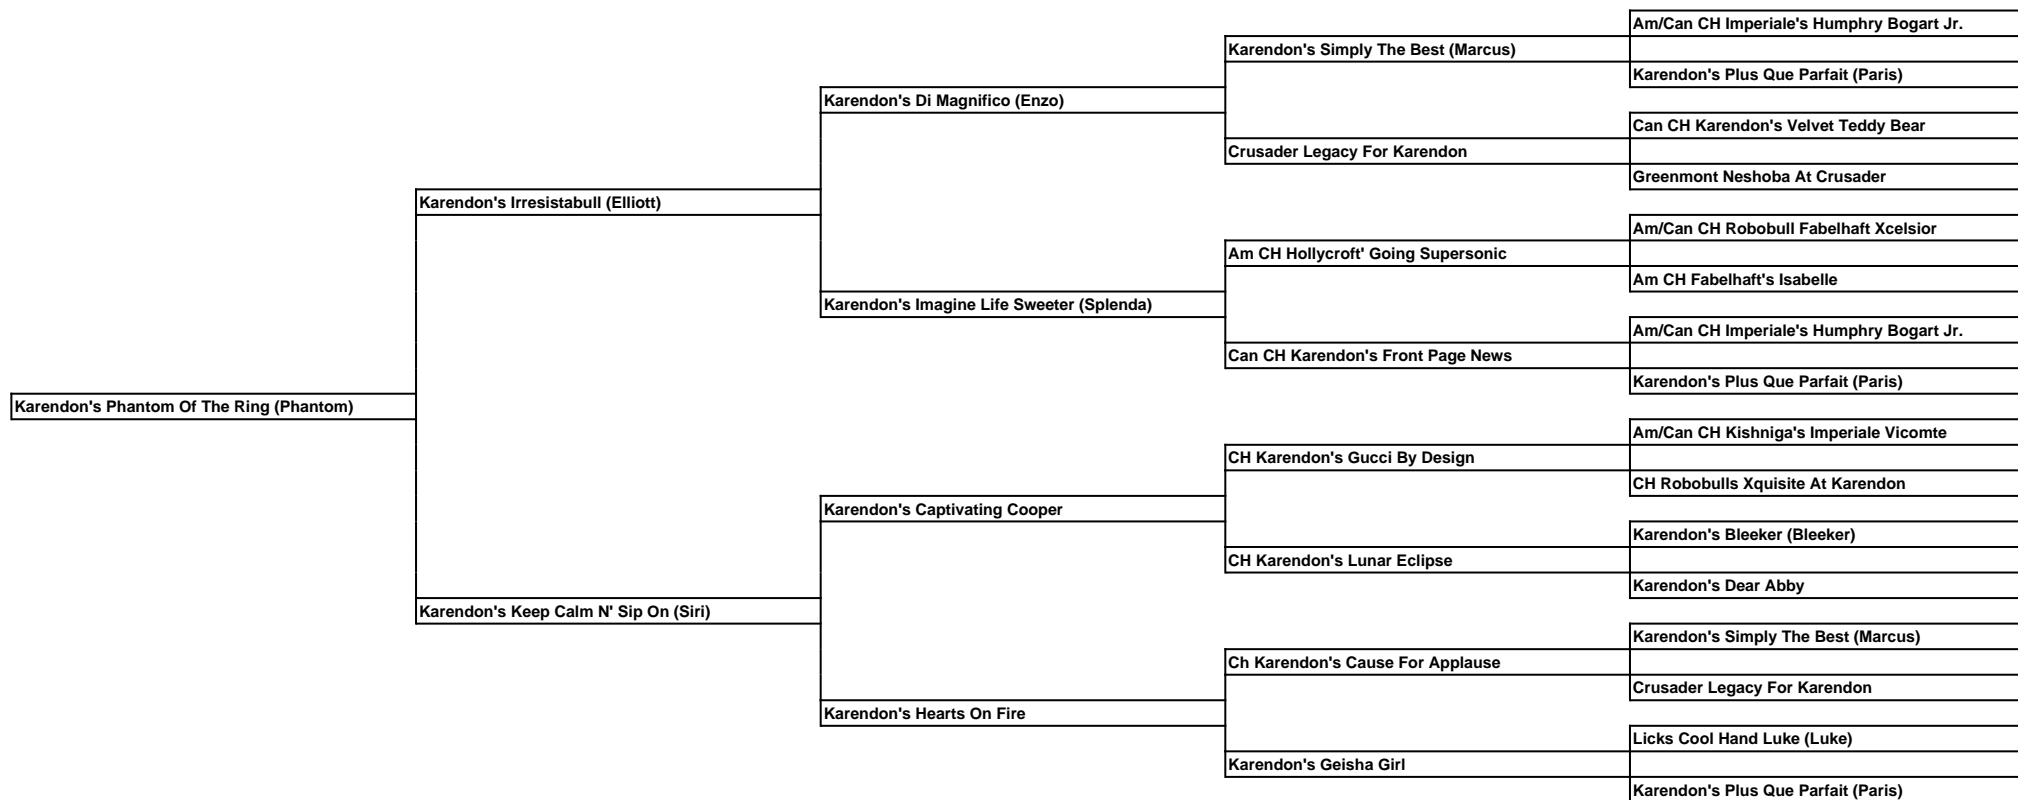 Am/Can CH Imperiale's Humphry Bogart Jr.
Karendon's Simply The Best (Marcus)
Karendon's Plus Que Parfait (Paris)
Karendon's Di Magnifico (Enzo)
Can CH Karendon's Velvet Teddy Bear
Crusader Legacy For Karendon
Greenmont Neshoba At Crusader
Karendon's Irresistabull (Elliott)
Am/Can CH Robobull Fabelhaft Xcelsior
Am CH Hollycroft' Going Supersonic
Am CH Fabelhaft's Isabelle
Karendon's Imagine Life Sweeter (Splenda)
Am/Can CH Imperiale's Humphry Bogart Jr.
Can CH Karendon's Front Page News
Karendon's Plus Que Parfait (Paris)
Karendon's Phantom Of The Ring (Phantom)
Am/Can CH Kishniga's Imperiale Vicomte
CH Karendon's Gucci By Design
CH Robobulls Xquisite At Karendon
Karendon's Captivating Cooper
Karendon's Bleeker (Bleeker)
CH Karendon's Lunar Eclipse
Karendon's Dear Abby
Karendon's Keep Calm N' Sip On (Siri)
Karendon's Simply The Best (Marcus)
Ch Karendon's Cause For Applause
Crusader Legacy For Karendon
Karendon's Hearts On Fire
Licks Cool Hand Luke (Luke)
Karendon's Geisha Girl
Karendon's Plus Que Parfait (Paris)